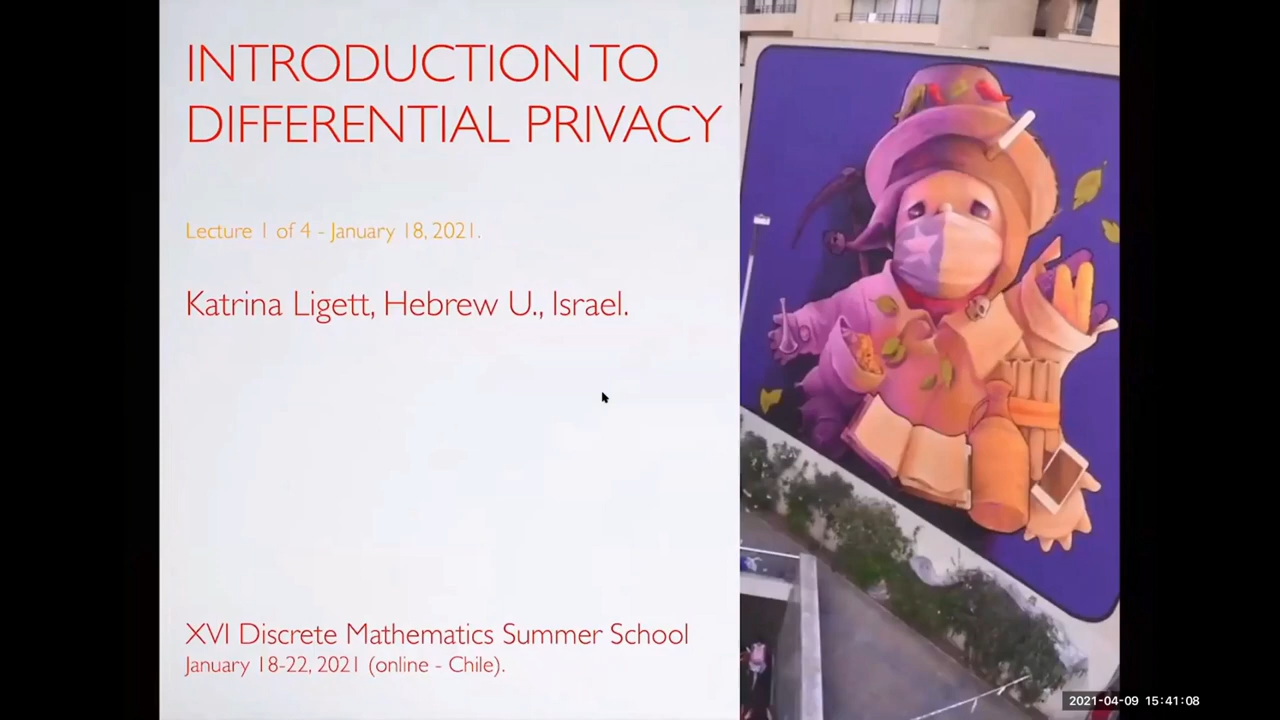 INTRODUCTION TO
DIFFERENTIAL PRIVACY
Lecture 1 of 4 - January 18, 2021.
Katrina Ligett, Hebrew U., Israel.
XVI Discrete Mathematics Summer School
January 18-22, 2021 (online - Chile).
2021-04-09 15:41:08